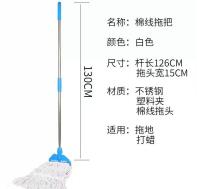 130CM
名称：棉线拖把
颜色：白色
尺寸：杆长126CM
拖头宽15CM
材质：不锈钢
塑料夹
棉线拖头
适用：拖地
打蜡